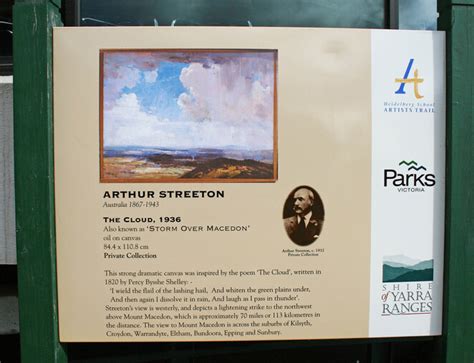 ARTHUR STREETON
Australia 1867-1943
THE CLOUD, 1936
Also known as 'STORM OVER MACEDON'
oil on canvas
84.4 x 110.8 cm
Private Collection
Arthur Streeton, c. 1932
Private Collection
This strong dramatic canvas was inspired by the poem 'The Cloud', written in
1820 by Percy Bysshe Shelley: -
'I wield the flail of the lashing hail, And whiten the green plains under,
And then again I dissolve it in rain, And laugh as I pass in thunder'.
Streeton's view is westerly, and depicts a lightening strike to the northwest
above Mount Macedon, which is approximately 70 miles or 113 kilometres in
the distance. The view to Mount Macedon is across the suburbs of Kilsyth,
Croydon, Warrandyte, Eltham, Bundoora, Epping and Sunbury.
Heidelberg School
ARTISTS TRAIL
Parks
VICTORIA
SHIRE
of YARRA
RANGES